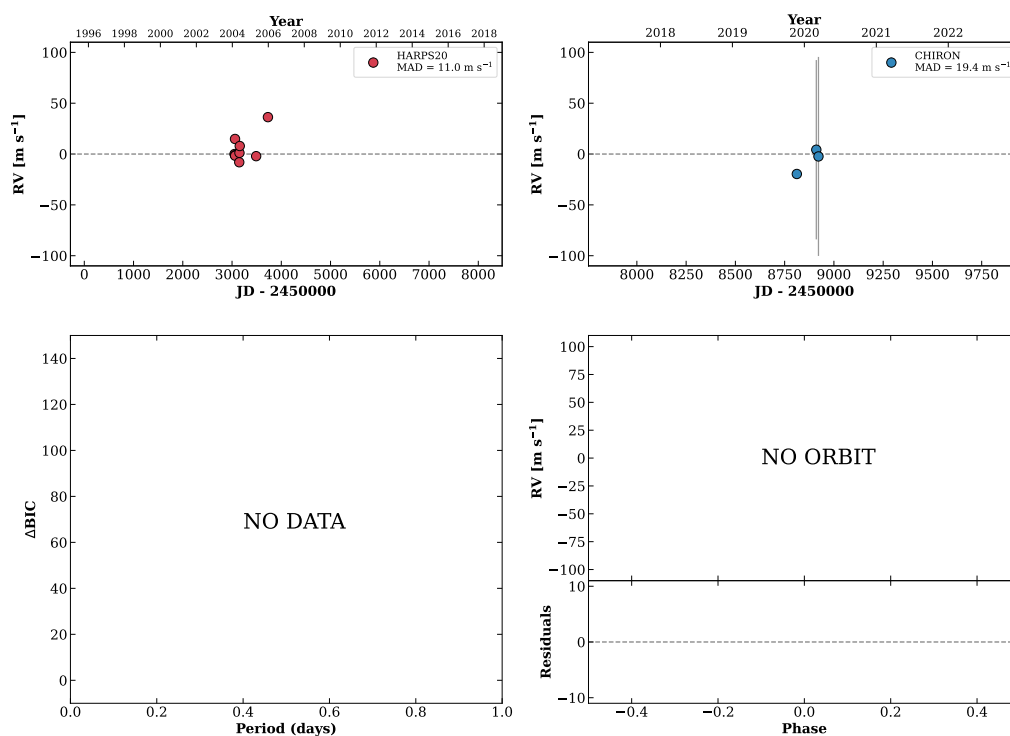 Year
1996 1998 2000 2002 2004 2006 2008 2010 2012 2014 2016 2018
HARPS20
MAD = 11.0 m s⁻¹
RV [m s⁻¹]
100
50
0
−50
−100
0 1000 2000 3000 4000 5000 6000 7000 8000
JD - 2450000
Year
2018 2019 2020 2021 2022
CHIRON
MAD = 19.4 m s⁻¹
RV [m s⁻¹]
100
50
0
−50
−100
8000 8250 8500 8750 9000 9250 9500 9750
JD - 2450000
ΔBIC
140
120
100
80
60
40
20
0
NO DATA
0.0 0.2 0.4 0.6 0.8 1.0
Period (days)
RV [m s⁻¹]
100
75
50
25
0
−25
−50
−75
−100
NO ORBIT
Residuals
10
0
−10
−0.4 −0.2 0.0 0.2 0.4
Phase